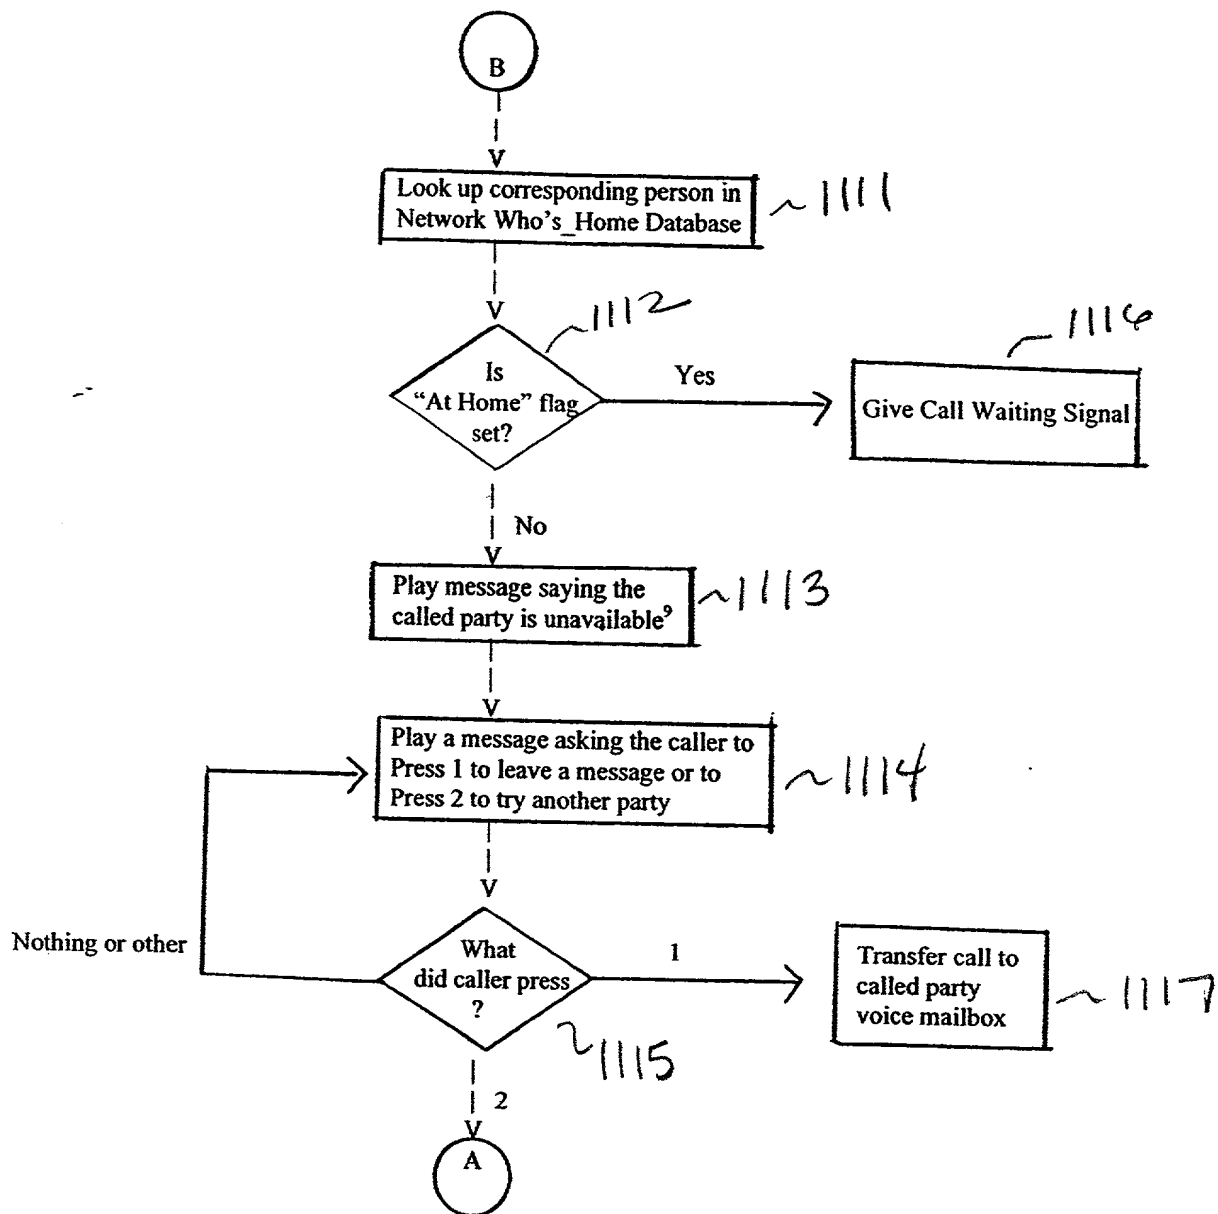 B
Look up corresponding person in
Network Who's_Home Database
~1111
1112
Is
"At Home" flag
set?
Yes
1116
Give Call Waiting Signal
No
Play message saying the
called party is unavailable⁹
~1113
Play a message asking the caller to
Press 1 to leave a message or to
Press 2 to try another party
~1114
Nothing or other
What
did caller press
?
1
Transfer call to
called party
voice mailbox
~1117
1115
2
A